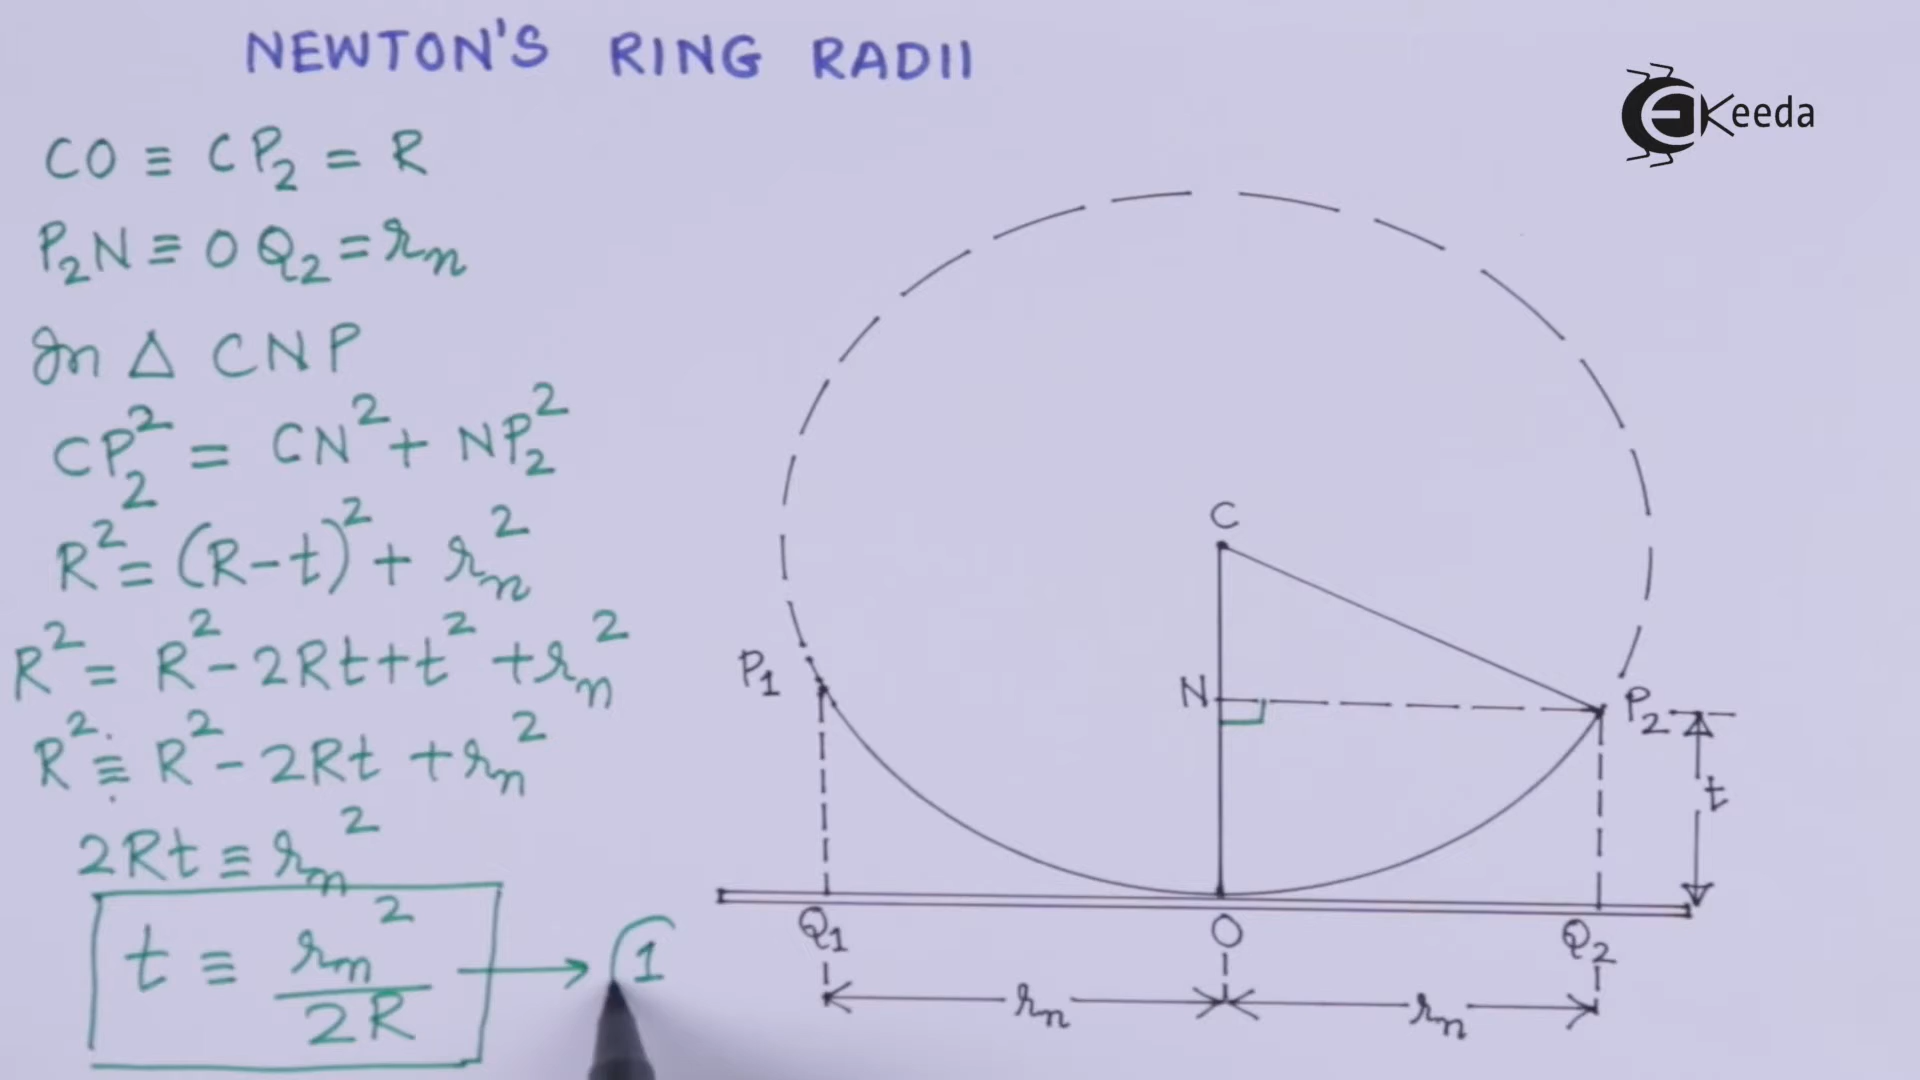 NEWTON'S RING RADII
Keeda
CO ≡ CP₂ = R
P₂N ≡ OQ₂ = rₙ
In △ CNP
CP₂² = CN² + NP₂²
R² = (R-t)² + rₙ²
R² = R² - 2Rt + t² + rₙ²
R² ≡ R² - 2Rt + rₙ²
2Rt ≡ rₙ²
t ≡ rₙ²/2R → 1
C
N
P₁
P₂
t
Q₁
O
Q₂
rₙ
rₙ